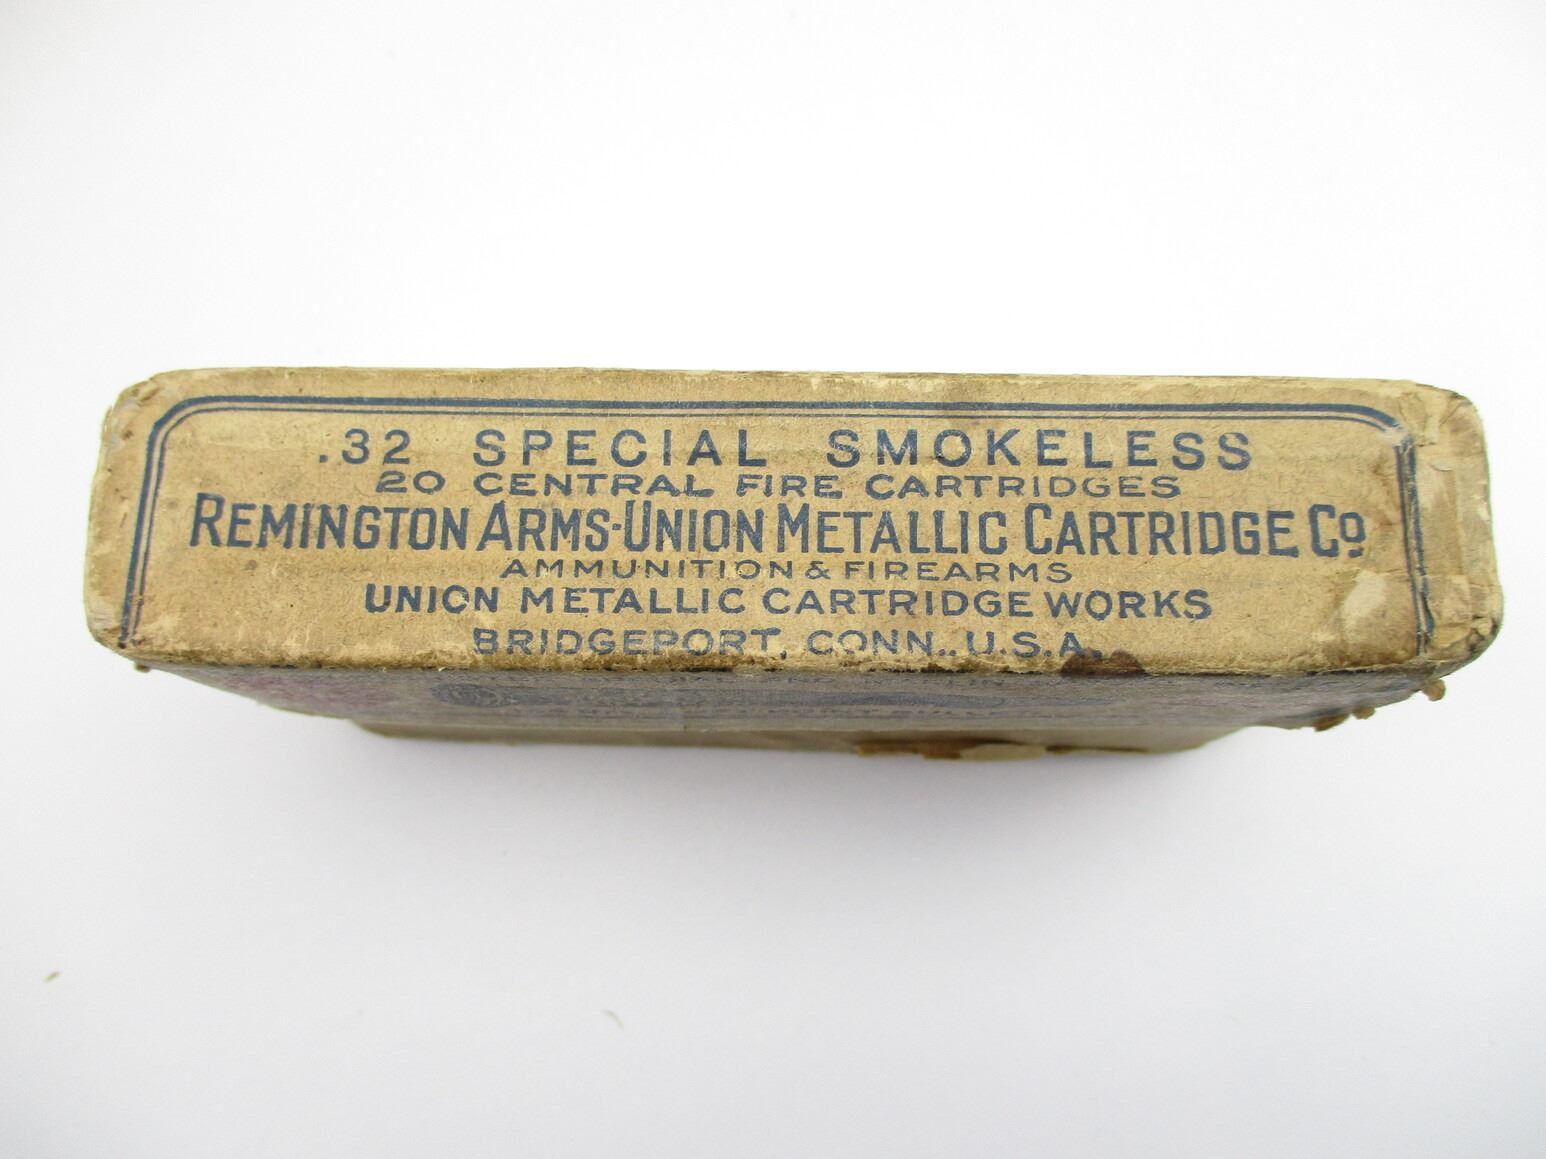 .32 SPECIAL SMOKELESS
20 CENTRAL FIRE CARTRIDGES
REMINGTON ARMS-UNION METALLIC CARTRIDGE Co.
AMMUNITION & FIREARMS
UNION METALLIC CARTRIDGE WORKS
BRIDGEPORT, CONN., U.S.A.